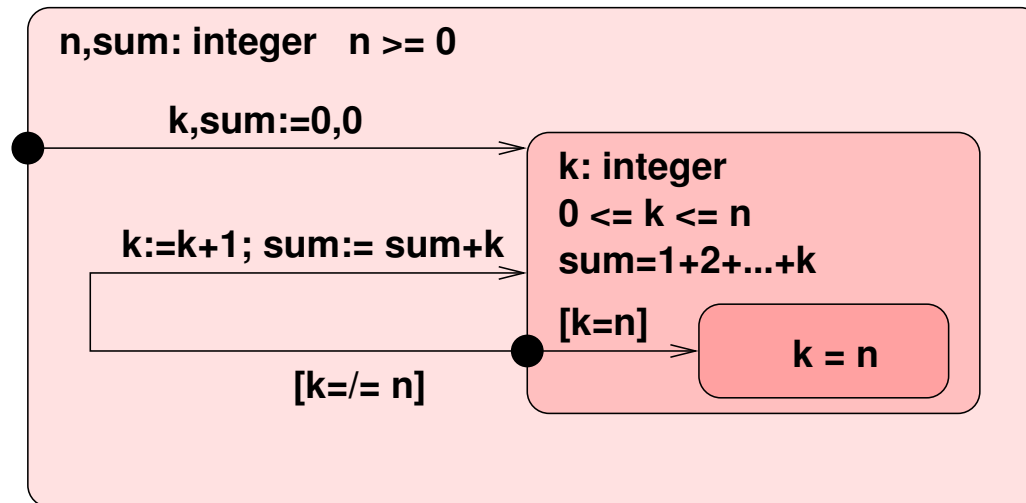 n,sum: integer   n >= 0
k,sum:=0,0
k: integer
0 <= k <= n
sum=1+2+...+k
k:=k+1; sum:= sum+k
[k=n]
k = n
[k=/= n]